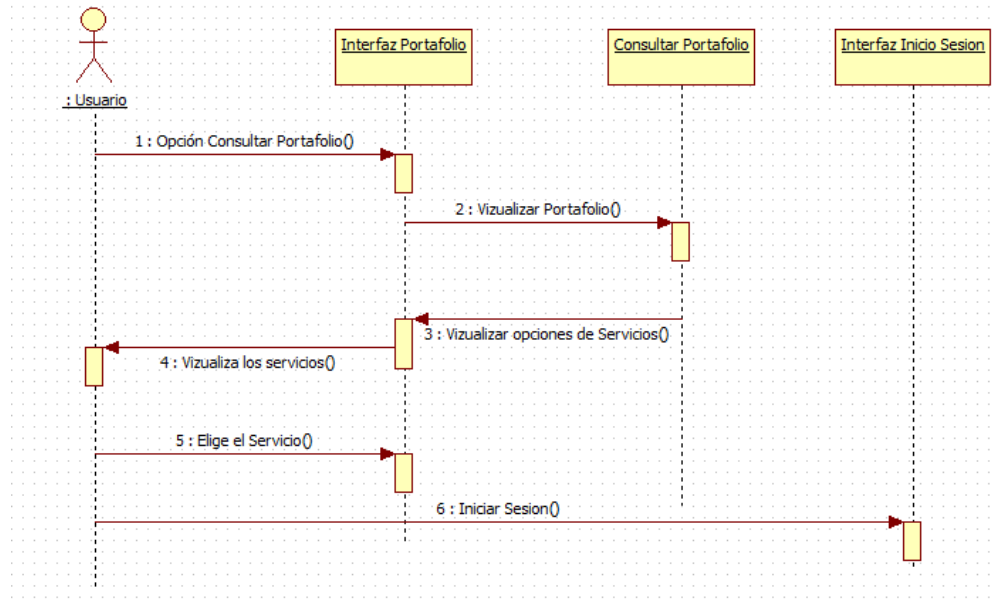 Interfaz Portafolio
Consultar Portafolio
Interfaz Inicio Sesion
: Usuario
1 : Opción Consultar Portafolio()
2 : Vizualizar Portafolio()
3 : Vizualizar opciones de Servicios()
4 : Vizualiza los servicios()
5 : Elige el Servicio()
6 : Iniciar Sesion()